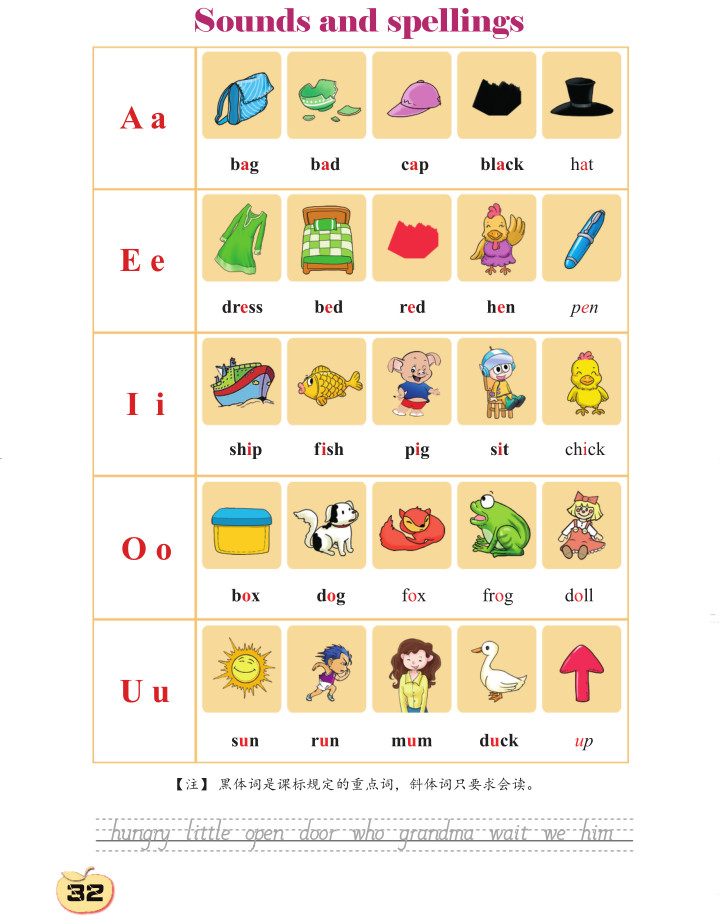 Sounds and spellings
A a
bag bad cap black hat
E e
dress bed red hen pen
I i
ship fish pig sit chick
O o
box dog fox frog doll
U u
sun run mum duck up
【注】 黑体词是课标规定的重点词，斜体词只要求会读。
hungry little open door who grandma wait we him
32